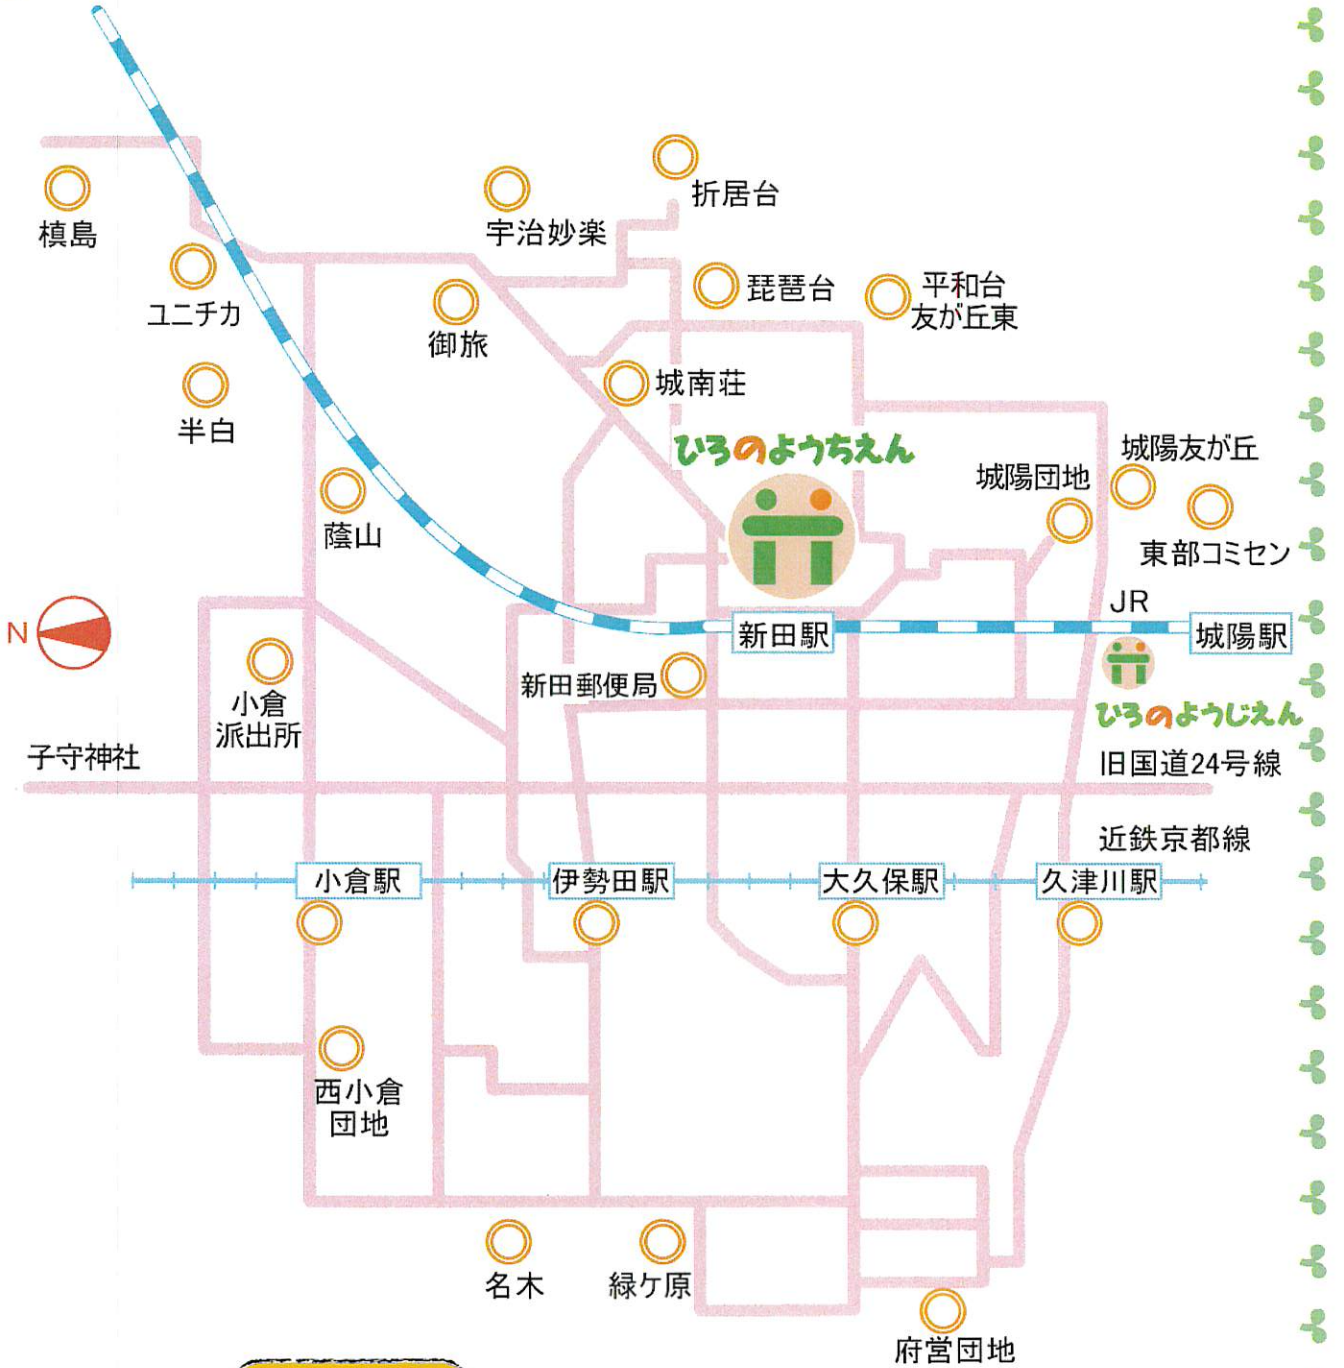 折居台
槙島
宇治妙楽
琵琶台
平和台
友が丘東
ユニチカ
御旅
城南荘
半白
ひろのようちえん
城陽友が丘
城陽団地
蔭山
東部コミセン
JR
N
新田駅
城陽駅
新田郵便局
小倉
派出所
ひろのようじえん
子守神社
旧国道24号線
近鉄京都線
小倉駅
伊勢田駅
大久保駅
久津川駅
西小倉
団地
名木
緑ケ原
府営団地